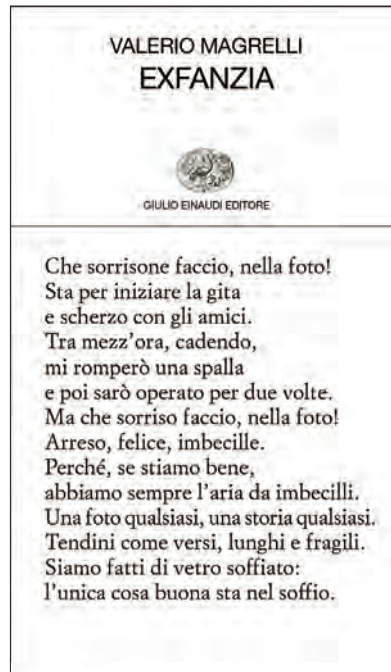 VALERIO MAGRELLI
EXFANZIA
GIULIO EINAUDI EDITORE
Che sorrisone faccio, nella foto!
Sta per iniziare la gita
e scherzo con gli amici.
Tra mezz'ora, cadendo,
mi romperò una spalla
e poi sarò operato per due volte.
Ma che sorriso faccio, nella foto!
Arreso, felice, imbecille.
Perché, se stiamo bene,
abbiamo sempre l'aria da imbecilli.
Una foto qualsiasi, una storia qualsiasi.
Tendini come versi, lunghi e fragili.
Siamo fatti di vetro soffiato:
l'unica cosa buona sta nel soffio.